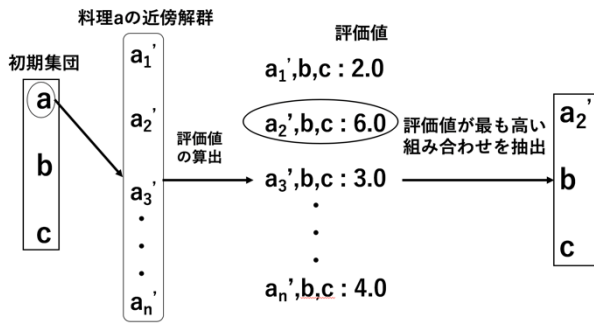 初期集団
a
b
c
料理aの近傍解群
a₁'
a₂'
a₃'
・
・
・
aₙ'
評価値
の算出
評価値
a₁',b,c : 2.0
a₂',b,c : 6.0
a₃',b,c : 3.0
・
・
・
aₙ',b,c : 4.0
評価値が最も高い
組み合わせを抽出
a₂'
b
c